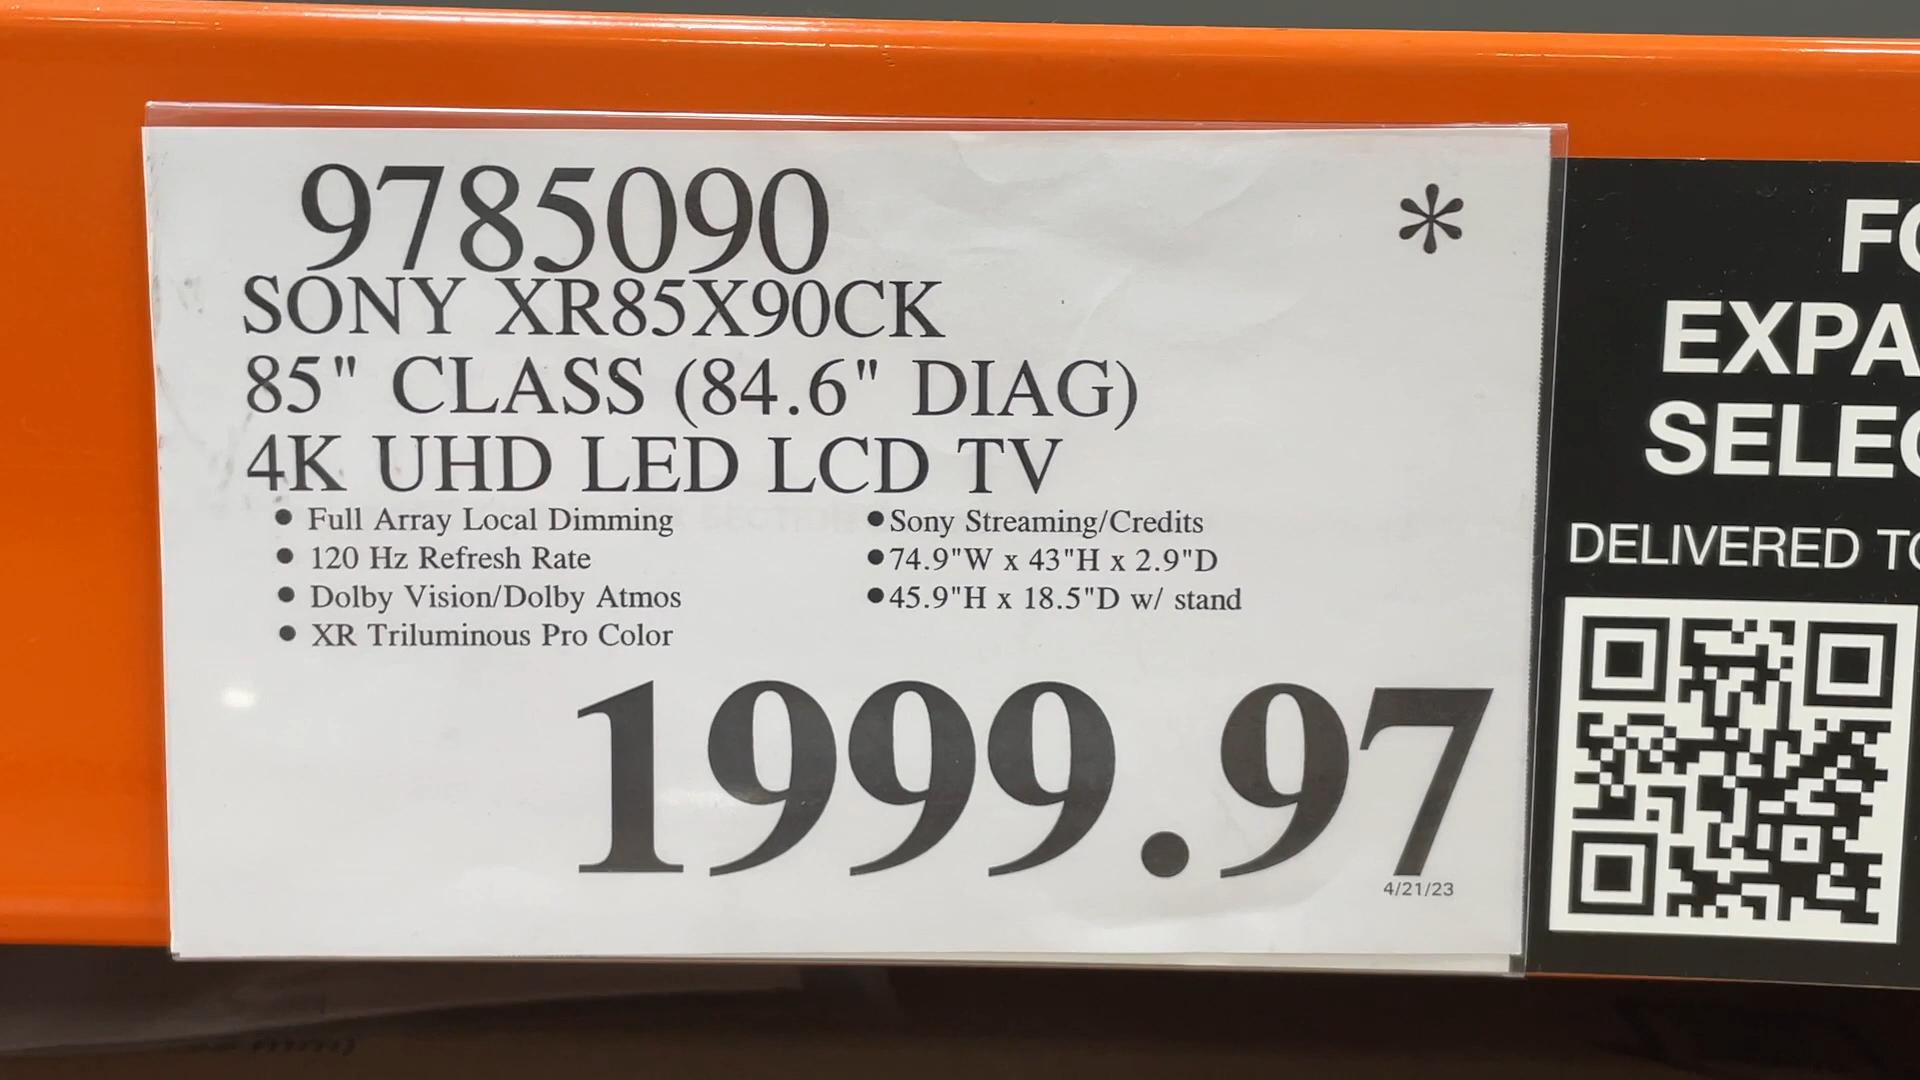 9785090
*
SONY XR85X90CK
85" CLASS (84.6" DIAG)
4K UHD LED LCD TV
• Full Array Local Dimming
• 120 Hz Refresh Rate
• Dolby Vision/Dolby Atmos
• XR Triluminous Pro Color
• Sony Streaming/Credits
• 74.9"W x 43"H x 2.9"D
• 45.9"H x 18.5"D w/ stand
1999.97
4/21/23
DELIVERED